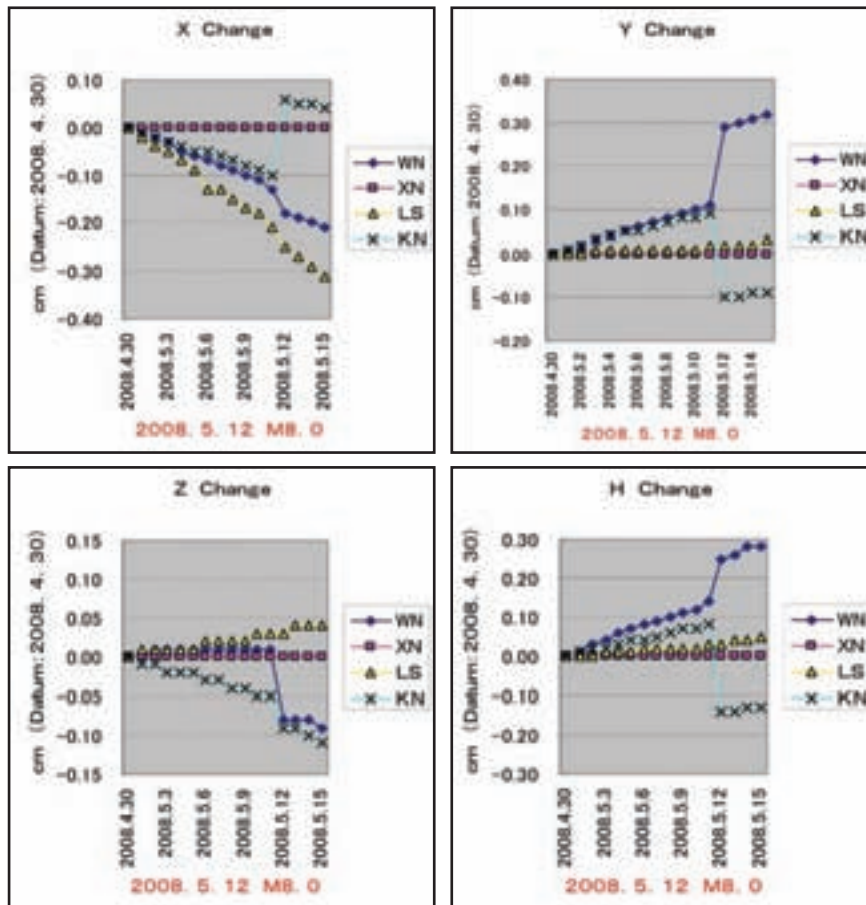 X Change
cm (Datum: 2008. 4. 30)
0.10
0.00
-0.10
-0.20
-0.30
-0.40
2008.4.30
2008.5.3
2008.5.6
2008.5.9
2008.5.12
2008.5.15
WN
XN
LS
KN
2008. 5. 12 M8. 0
Y Change
cm (Datum: 2008. 4. 30)
0.40
0.30
0.20
0.10
0.00
-0.10
-0.20
2008.4.30
2008.5.2
2008.5.4
2008.5.6
2008.5.8
2008.5.10
2008.5.12
2008.5.14
WN
XN
LS
KN
2008. 5. 12 M8. 0
Z Change
cm (Datum: 2008. 4. 30)
0.15
0.10
0.05
0.00
-0.05
-0.10
-0.15
2008.4.30
2008.5.3
2008.5.6
2008.5.9
2008.5.12
2008.5.15
WN
XN
LS
KN
2008. 5. 12 M8. 0
H Change
cm (Datum: 2008. 4. 30)
0.30
0.20
0.10
0.00
-0.10
-0.20
-0.30
2008.4.30
2008.5.3
2008.5.6
2008.5.9
2008.5.12
2008.5.15
WN
XN
LS
KN
2008. 5. 12 M8. 0